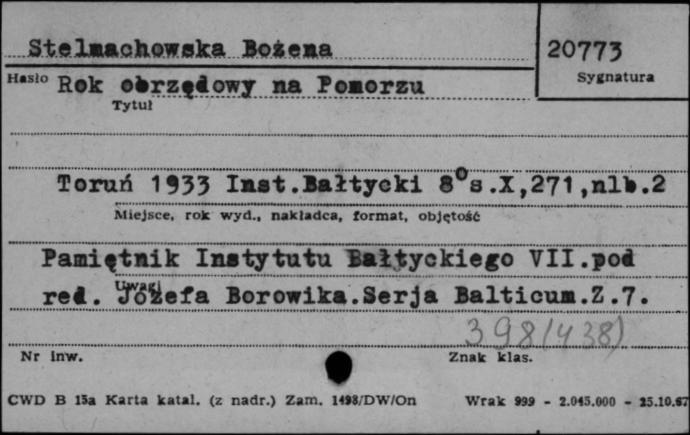 Stelmachowska Bożena
20773
Hasło
Sygnatura
Rok obrzędowy na Pomorzu
Tytuł
Toruń 1933 Inst.Bałtycki 8°s.X,271,nlb.2
Miejsce, rok wyd., nakładca, format, objętość
Pamiętnik Instytutu Bałtyckiego VII.pod
Uwagi
red. Józefa Borowika.Serja Balticum.Z.7.
398(438)
Nr inw.
Znak klas.
CWD B 15a Karta katal. (z nadr.) Zam. 1498/DW/On
Wrak 999 - 2.045.000 - 25.10.67